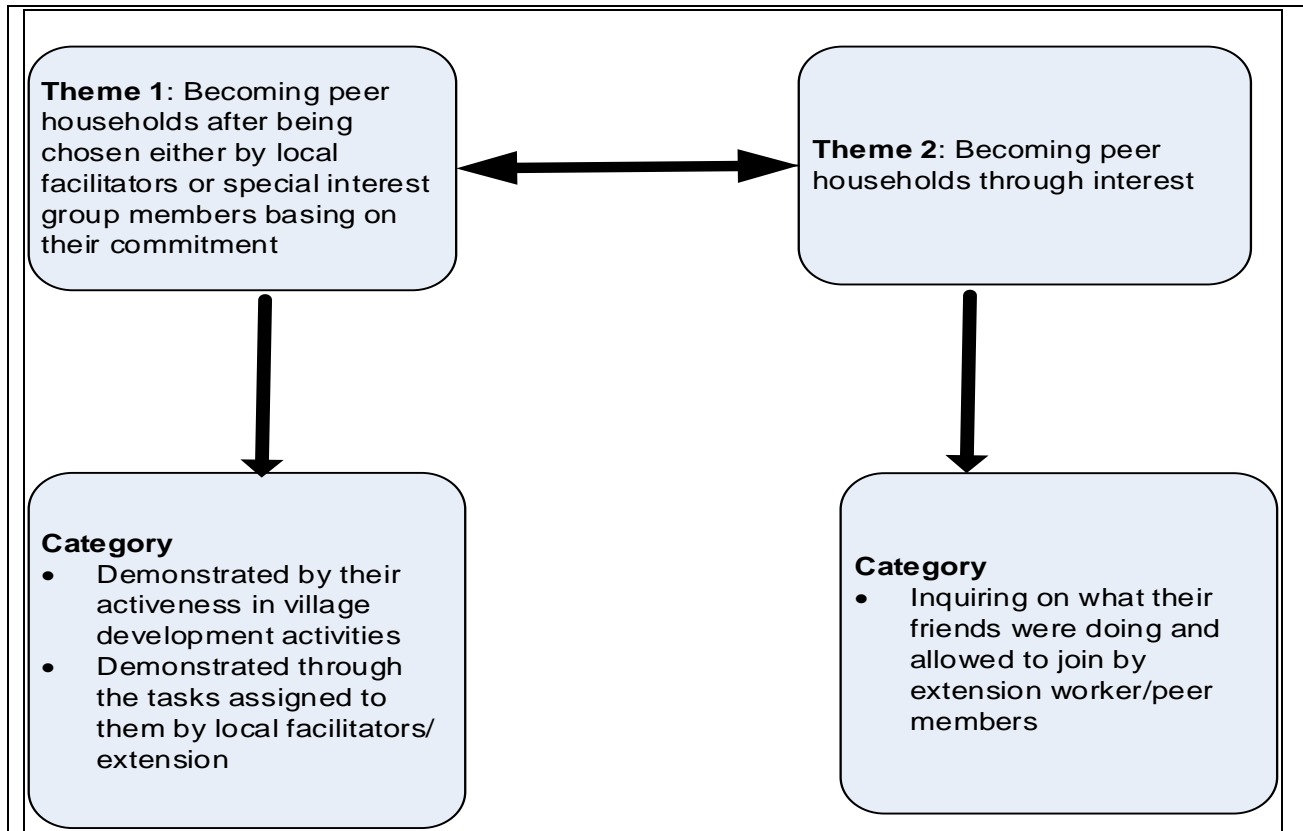 Theme 1: Becoming peer
households after being
chosen either by local
facilitators or special interest
group members basing on
their commitment
Theme 2: Becoming peer
households through interest
Category
• Demonstrated by their
activeness in village
development activities
• Demonstrated through
the tasks assigned to
them by local facilitators/
extension
Category
• Inquiring on what their
friends were doing and
allowed to join by
extension worker/peer
members